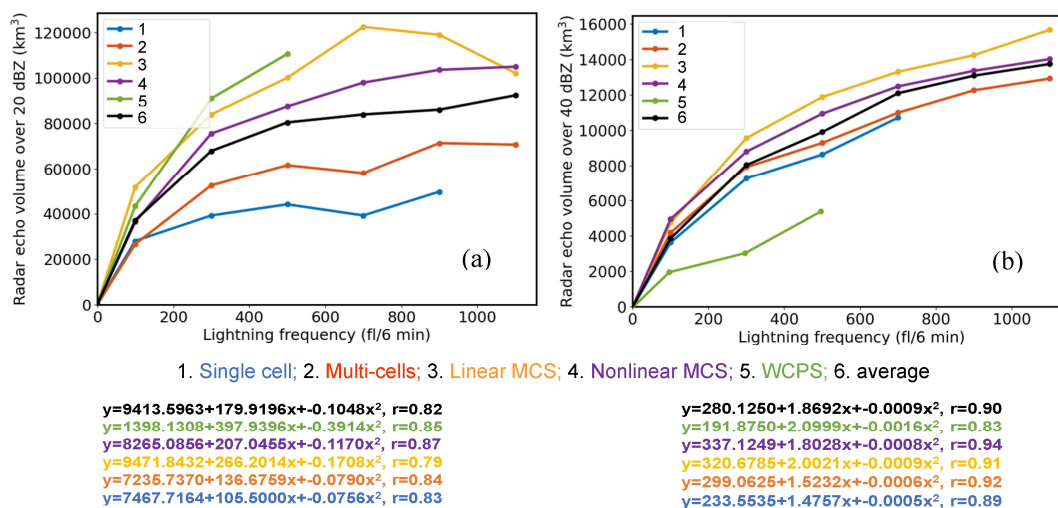 Radar echo volume over 20 dBZ (km³)
120000
100000
80000
60000
40000
20000
0
1
2
3
4
5
6
(a)
0 200 400 600 800 1000
Lightning frequency (fl/6 min)
Radar echo volume over 40 dBZ (km³)
16000
14000
12000
10000
8000
6000
4000
2000
0
1
2
3
4
5
6
(b)
0 200 400 600 800 1000
Lightning frequency (fl/6 min)
1. Single cell; 2. Multi-cells; 3. Linear MCS; 4. Nonlinear MCS; 5. WCPS; 6. average
y=9413.5963+179.9196x+-0.1048x², r=0.82
y=1398.1308+397.9396x+-0.3914x², r=0.85
y=8265.0856+207.0455x+-0.1170x², r=0.87
y=9471.8432+266.2014x+-0.1708x², r=0.79
y=7235.7370+136.6759x+-0.0790x², r=0.84
y=7467.7164+105.5000x+-0.0756x², r=0.83
y=280.1250+1.8692x+-0.0009x², r=0.90
y=191.8750+2.0999x+-0.0016x², r=0.83
y=337.1249+1.8028x+-0.0008x², r=0.94
y=320.6785+2.0021x+-0.0009x², r=0.91
y=299.0625+1.5232x+-0.0006x², r=0.92
y=233.5535+1.4757x+-0.0005x², r=0.89